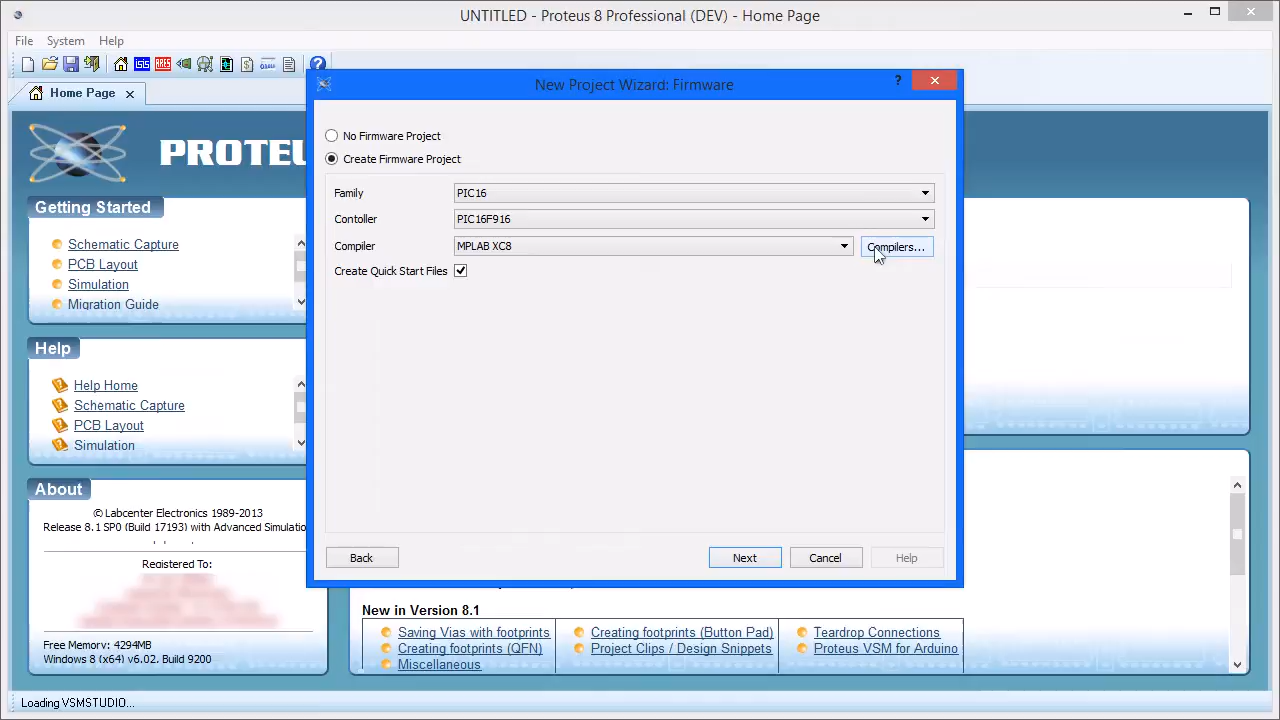 UNTITLED - Proteus 8 Professional (DEV) - Home Page
File System Help
Home Page
New Project Wizard: Firmware
?
PROTEU
No Firmware Project
Create Firmware Project
Family PIC16
Contoller PIC16F916
Compiler MPLAB XC8 Compilers...
Create Quick Start Files
Back Next Cancel Help
Getting Started
Schematic Capture
PCB Layout
Simulation
Migration Guide
Help
Help Home
Schematic Capture
PCB Layout
Simulation
About
© Labcenter Electronics 1989-2013
Release 8.1 SP0 (Build 17193) with Advanced Simulatio
Registered To:
Free Memory: 4294MB
Windows 8 (x64) v6.02, Build 9200
New in Version 8.1
Saving Vias with footprints Creating footprints (Button Pad) Teardrop Connections
Creating footprints (QFN) Project Clips / Design Snippets Proteus VSM for Arduino
Miscellaneous
Loading VSMSTUDIO...